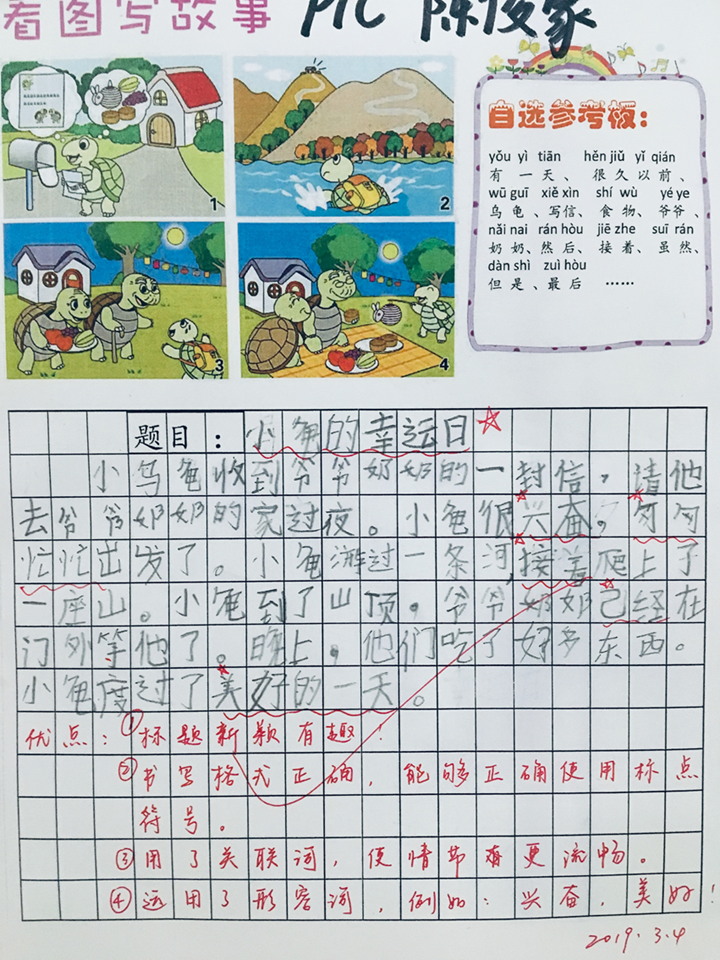 看图写故事 P1C 陈俊豪
1
2
3
4
自选参考板：
yǒu yì tiān hěn jiǔ yǐ qián
有一天、很久以前、
wū guī xiě xìn shí wù yé ye
乌龟、写信、食物、爷爷、
nǎi nai rán hòu jiē zhe suī rán
奶奶、然后、接着、虽然、
dàn shì zuì hòu
但是、最后 ……
题目：小龟的幸运日
小乌龟收到爷爷奶奶的一封信，请他
去爷爷奶奶的家过夜。小龟很兴奋，匆匆
忙忙出发了。小龟游过一条河，接着爬上了
一座山。小龟到了山顶。爷爷奶奶已经在
门外等他了。晚上，他们吃了好多东西。
小龟度过了美好的一天。
优点：①标题新颖有趣！
②书写格式正确，能够正确使用标点
符号。
③用了关联词，使情节更流畅。
④运用了形容词，例如：兴奋，美好！
2019.3.4